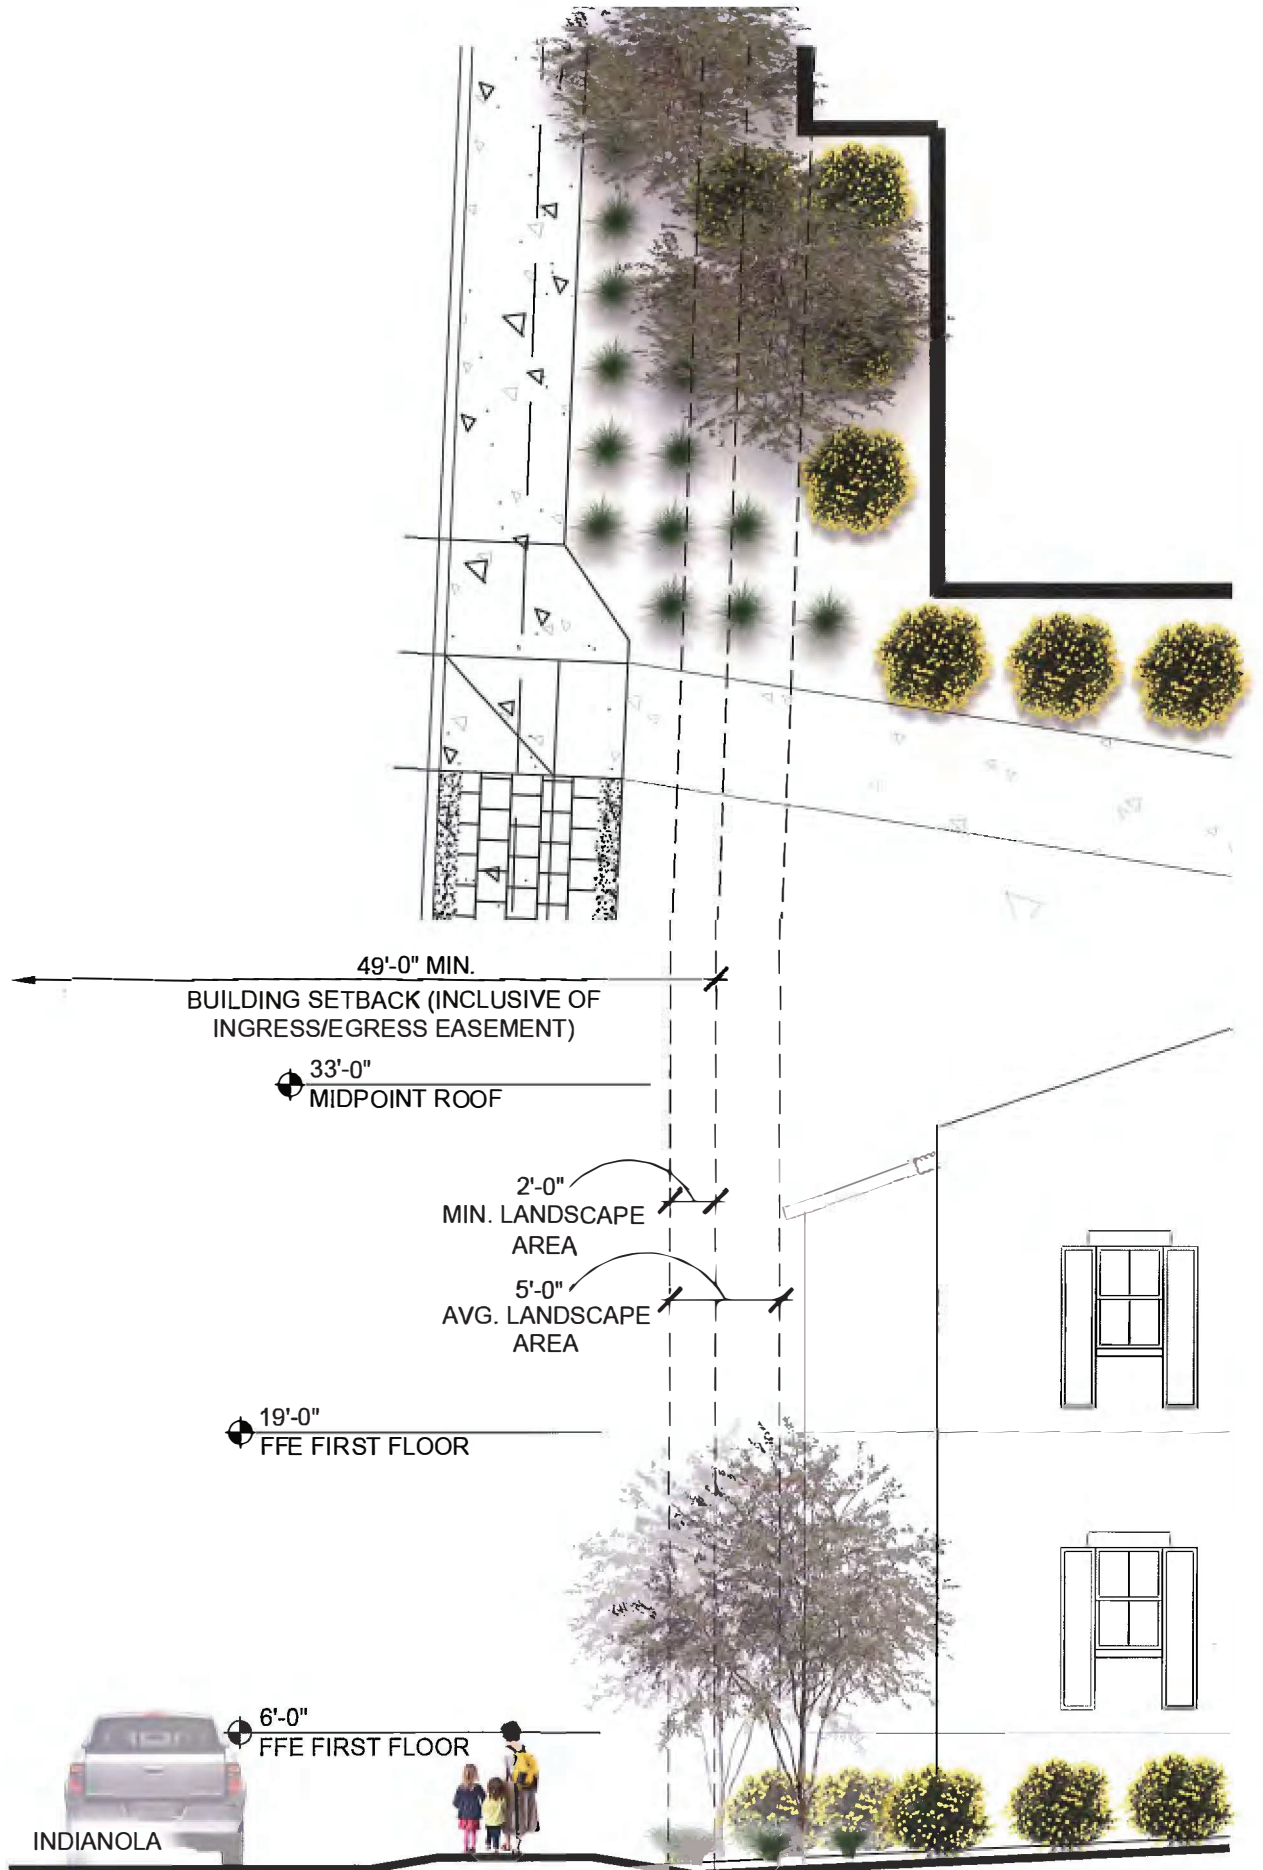 49'-0" MIN.
BUILDING SETBACK (INCLUSIVE OF
INGRESS/EGRESS EASEMENT)
33'-0"
MIDPOINT ROOF
2'-0"
MIN. LANDSCAPE
AREA
5'-0"
AVG. LANDSCAPE
AREA
19'-0"
FFE FIRST FLOOR
6'-0"
FFE FIRST FLOOR
INDIANOLA